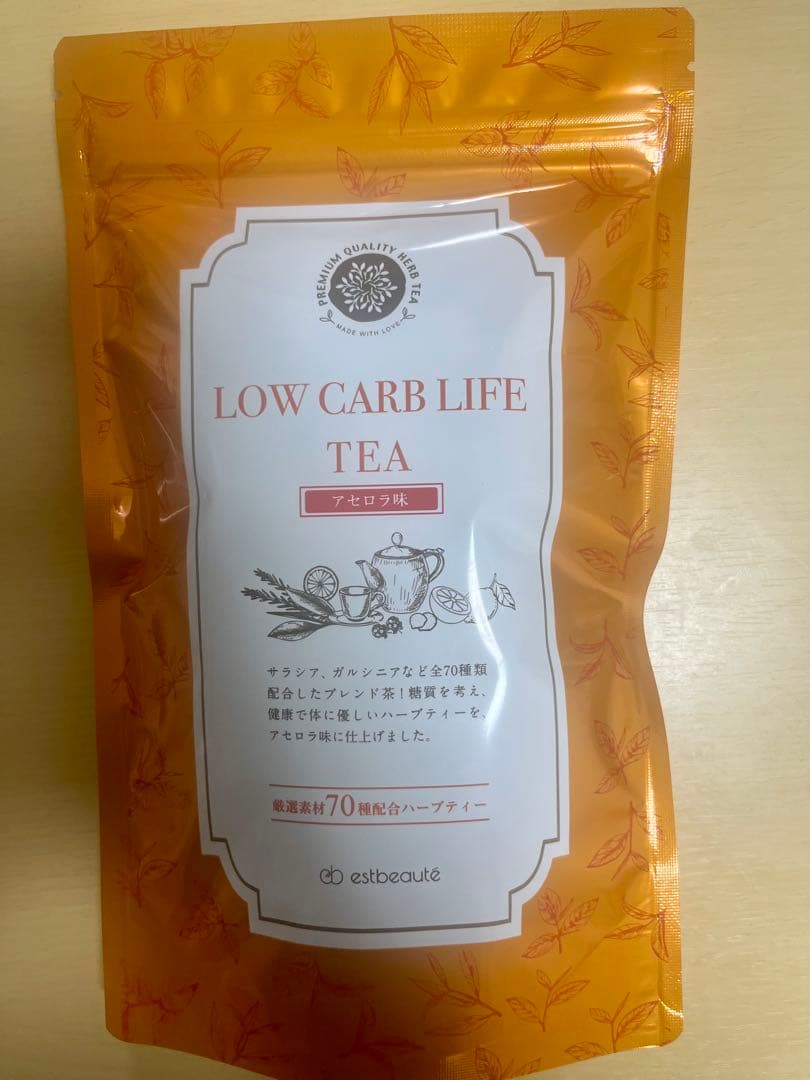 PREMIUM QUALITY HERB TEA
MADE WITH LOVE
LOW CARB LIFE
TEA
アセロラ味
サラシア、ガルシニアなど全70種類
配合したブレンド茶！糖質を考え、
健康で体に優しいハーブティーを、
アセロラ味に仕上げました。
厳選素材70種配合ハーブティー
eb estbeauté